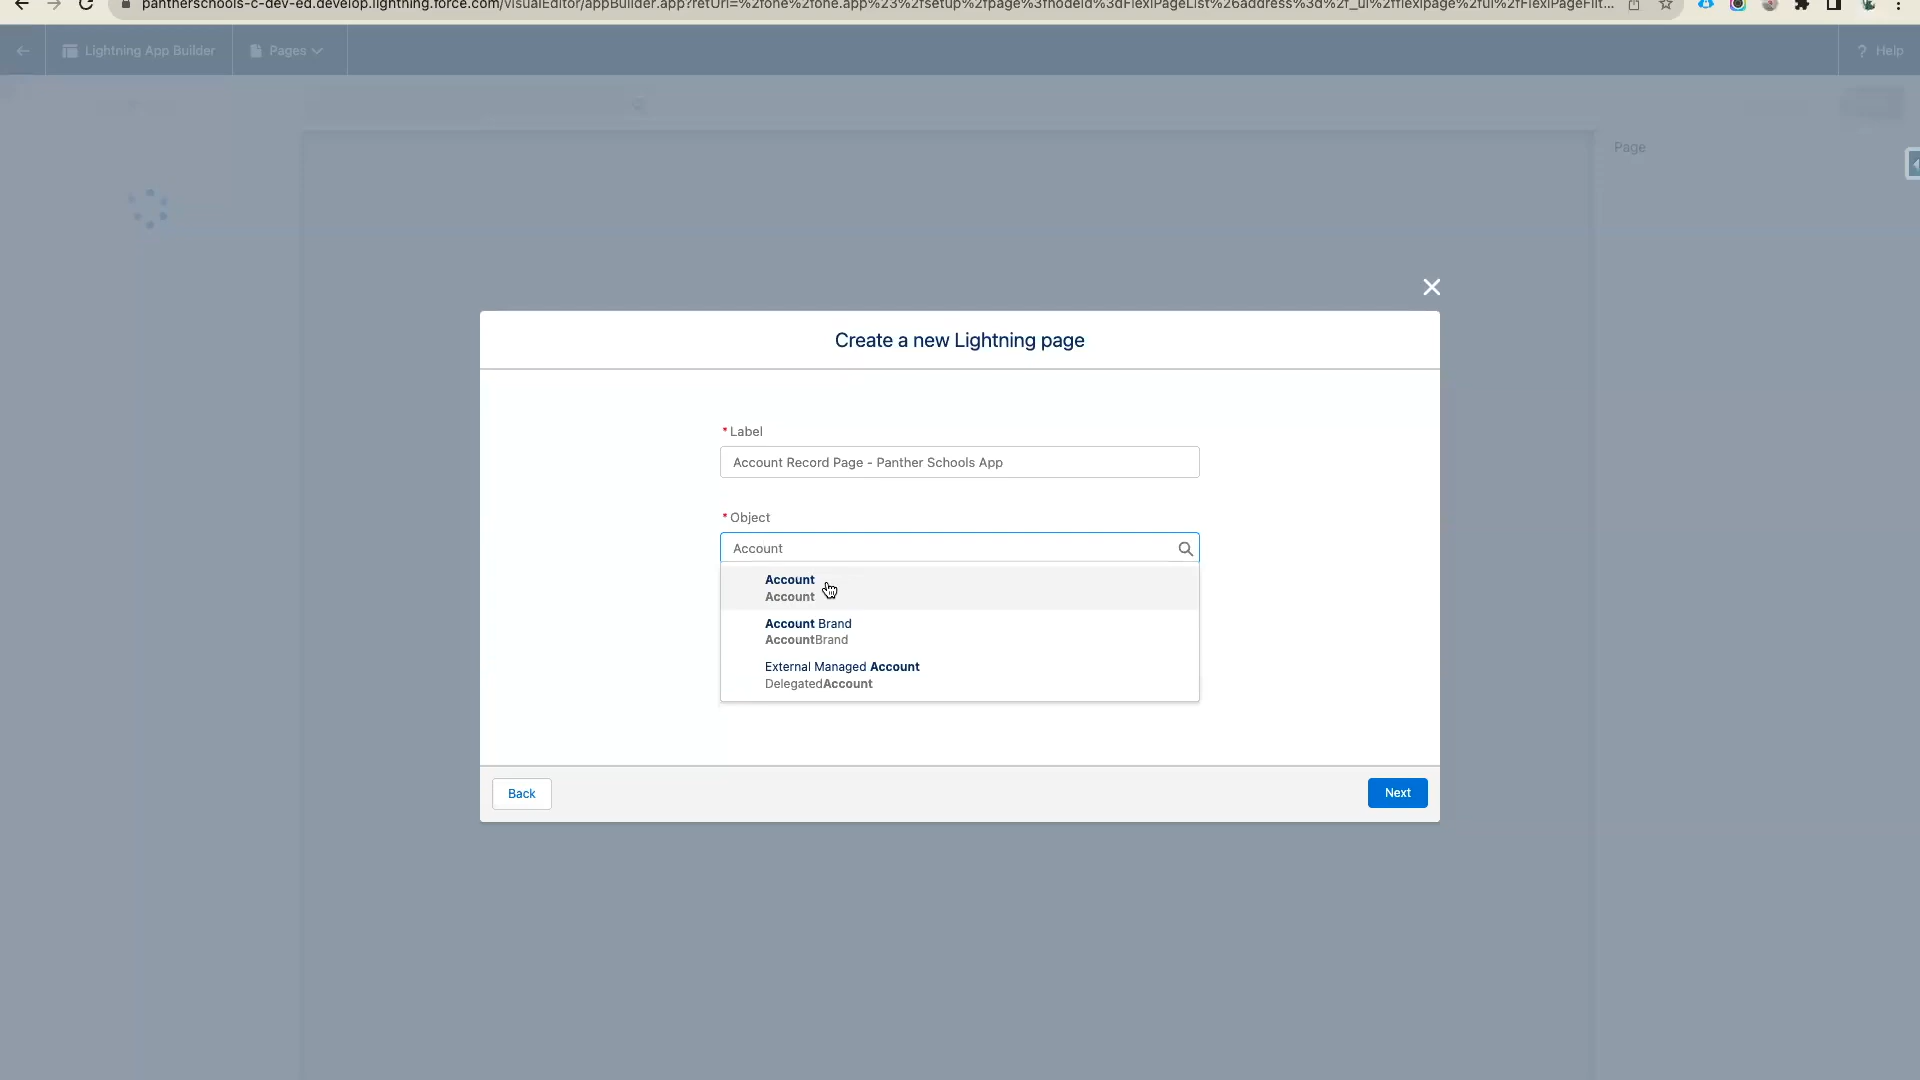 pantherschools-c-dev-ed.develop.lightning.force.com/visualEditor/appBuilder.app?retUrl=%2fone%2fone.app%23%2fsetup%2fpage%3fnodeId%3dFlexiPageList%26address%3d%2f_ui%2fflexipage%2fui%2fFlexiPageFilt...
Lightning App Builder
Pages
? Help
Page
Create a new Lightning page
* Label
Account Record Page - Panther Schools App
* Object
Account
Account
Account
Account Brand
AccountBrand
External Managed Account
DelegatedAccount
Back
Next